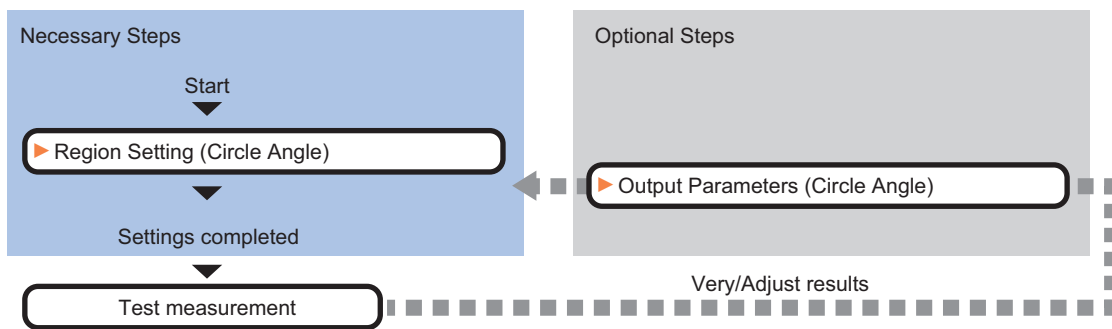 Necessary Steps
Start
Region Setting (Circle Angle)
Settings completed
Test measurement
Optional Steps
Output Parameters (Circle Angle)
Very/Adjust results